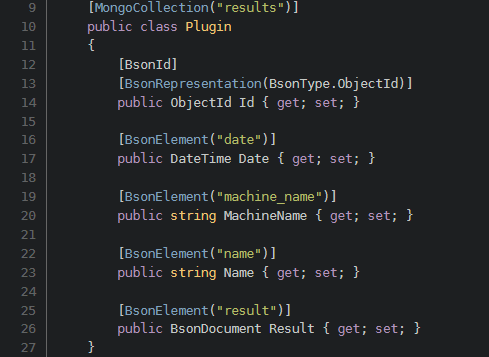 9 [MongoCollection("results")]
10 public class Plugin
11 {
12 [BsonId]
13 [BsonRepresentation(BsonType.ObjectId)]
14 public ObjectId Id { get; set; }
15
16 [BsonElement("date")]
17 public DateTime Date { get; set; }
18
19 [BsonElement("machine_name")]
20 public string MachineName { get; set; }
21
22 [BsonElement("name")]
23 public string Name { get; set; }
24
25 [BsonElement("result")]
26 public BsonDocument Result { get; set; }
27 }